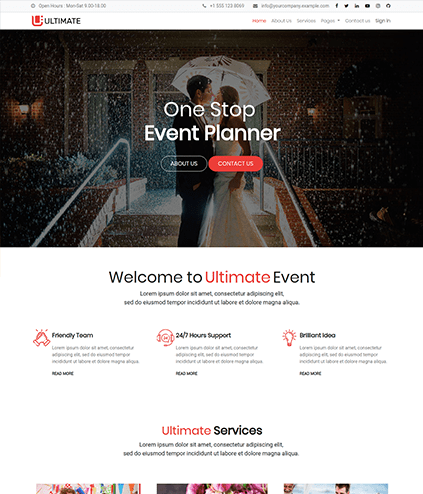 Open Hours : Mon-Sat 9.00-18.00
+1 555 123 8069
info@yourcompany.example.com
ULTIMATE
Home About Us Services Pages Contact us Sign In
One Stop
Event Planner
ABOUT US CONTACT US
Welcome to Ultimate Event
Lorem ipsum dolor sit amet, consectetur adipiscing elit,
sed do eiusmod tempor incididunt ut labore et dolore magna aliqua.
Friendly Team
Lorem ipsum dolor sit amet, consectetur
adipiscing elit, sed do eiusmod tempor
incididunt ut labore et dolore magna aliqua.
READ MORE
24/7 Hours Support
Lorem ipsum dolor sit amet, consectetur
adipiscing elit, sed do eiusmod tempor
incididunt ut labore et dolore magna aliqua.
READ MORE
Brilliant Idea
Lorem ipsum dolor sit amet, consectetur
adipiscing elit, sed do eiusmod tempor
incididunt ut labore et dolore magna aliqua.
READ MORE
Ultimate Services
Lorem ipsum dolor sit amet, consectetur adipiscing elit,
sed do eiusmod tempor incididunt ut labore et dolore magna aliqua.